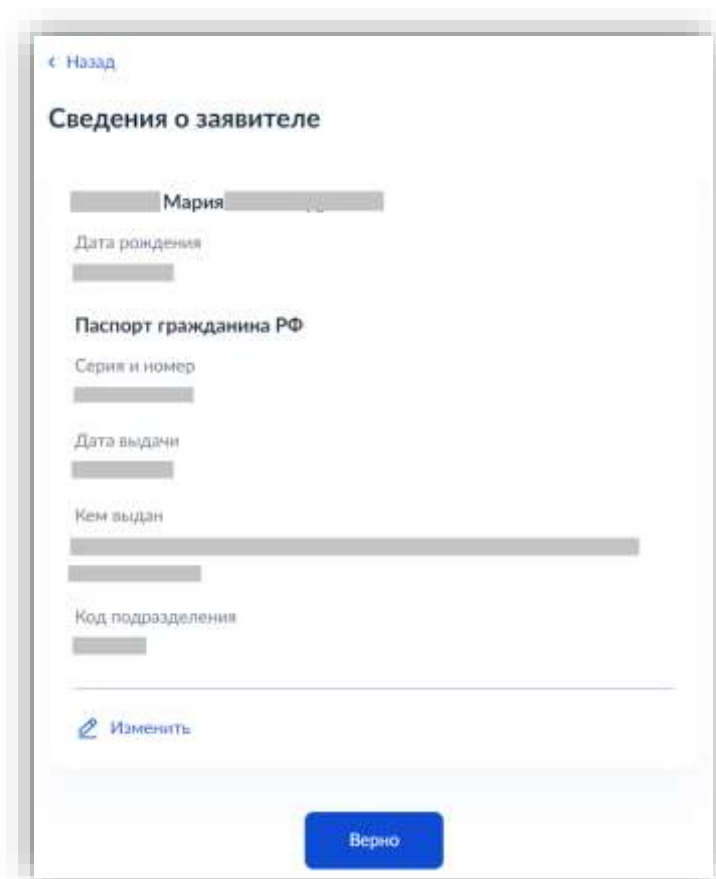 Назад
Сведения о заявителе
Мария
Дата рождения
Паспорт гражданина РФ
Серия и номер
Дата выдачи
Кем выдан
Код подразделения
Изменить
Верно